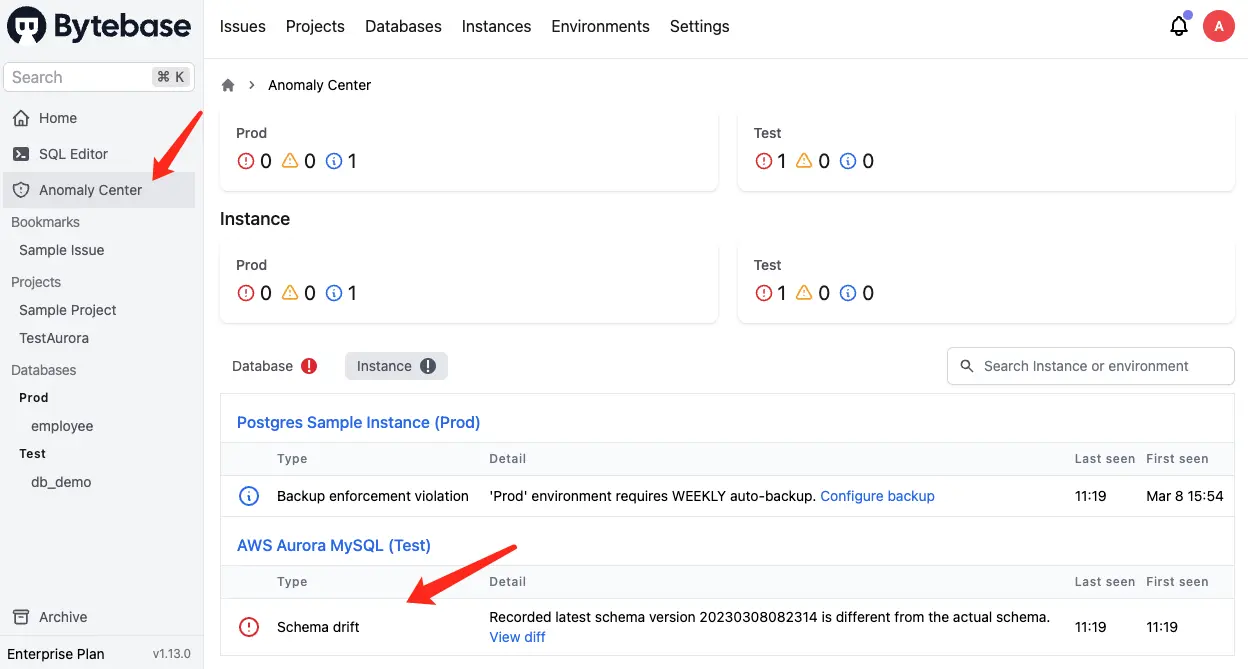 Bytebase
Issues Projects Databases Instances Environments Settings
A
Search ⌘ K
Home
SQL Editor
Anomaly Center
Bookmarks
Sample Issue
Projects
Sample Project
TestAurora
Databases
Prod
employee
Test
db_demo
Archive
Enterprise Plan v1.13.0
Anomaly Center
Prod
0 0 1
Test
1 0 0
Instance
Prod
0 0 1
Test
1 0 0
Database Instance
Search Instance or environment
Postgres Sample Instance (Prod)
Type Detail Last seen First seen
Backup enforcement violation 'Prod' environment requires WEEKLY auto-backup. Configure backup 11:19 Mar 8 15:54
AWS Aurora MySQL (Test)
Type Detail Last seen First seen
Schema drift Recorded latest schema version 20230308082314 is different from the actual schema. 11:19 11:19
View diff